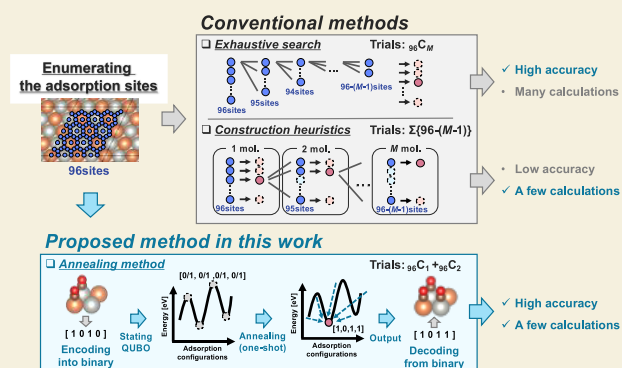 Conventional methods
Enumerating
the adsorption sites
96sites
❑ Exhaustive search
Trials: ₉₆C_M
96sites
95sites
94sites
...
96-(M-1)sites
✓ High accuracy
• Many calculations
❑ Construction heuristics
Trials: Σ{96-(M-1)}
1 mol.
2 mol.
M mol.
...
96sites
95sites
96-(M-1)sites
• Low accuracy
✓ A few calculations
Proposed method in this work
❑ Annealing method
Trials: ₉₆C₁ +₉₆C₂
[ 1 0 1 0 ]
Encoding
into binary
Stating
QUBO
[0/1, 0/1, 0/1, 0/1]
Energy [eV]
Adsorption
configurations
Annealing
(one-shot)
Energy [eV]
[1,0,1,1]
Adsorption
configurations
Output
[ 1 0 1 1 ]
Decoding
from binary
✓ High accuracy
✓ A few calculations